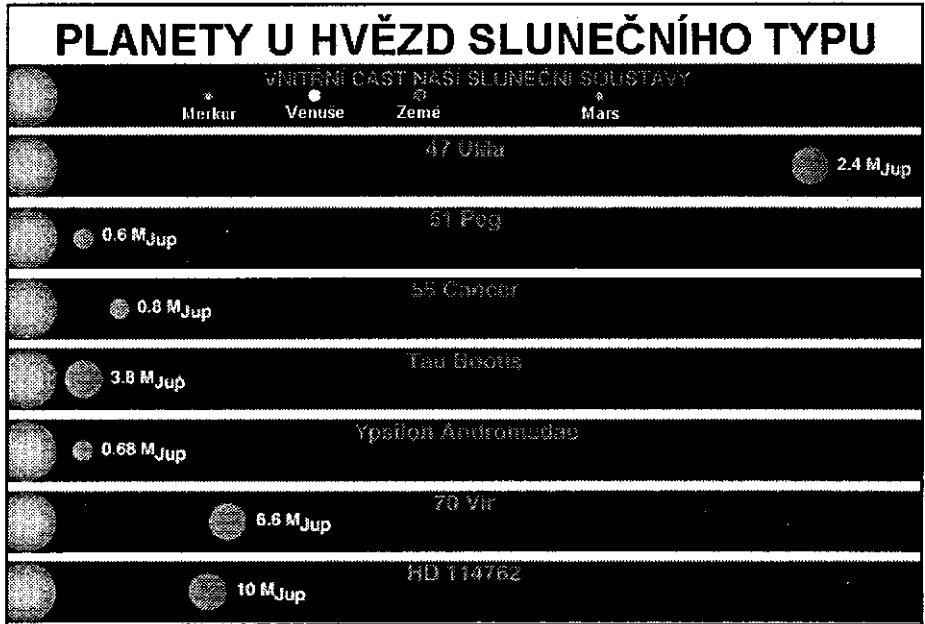 PLANETY U HVĚZD SLUNEČNÍHO TYPU
VNITŘNÍ ČÁST NAŠÍ SLUNEČNÍ SOUSTAVY
Merkur Venuše Země Mars
47 UMa
2.4 MJup
51 Peg
0.6 MJup
55 Cancer
0.8 MJup
Tau Bootis
3.8 MJup
Ypsilon Andromedae
0.68 MJup
70 Vir
6.6 MJup
HD 114762
10 MJup